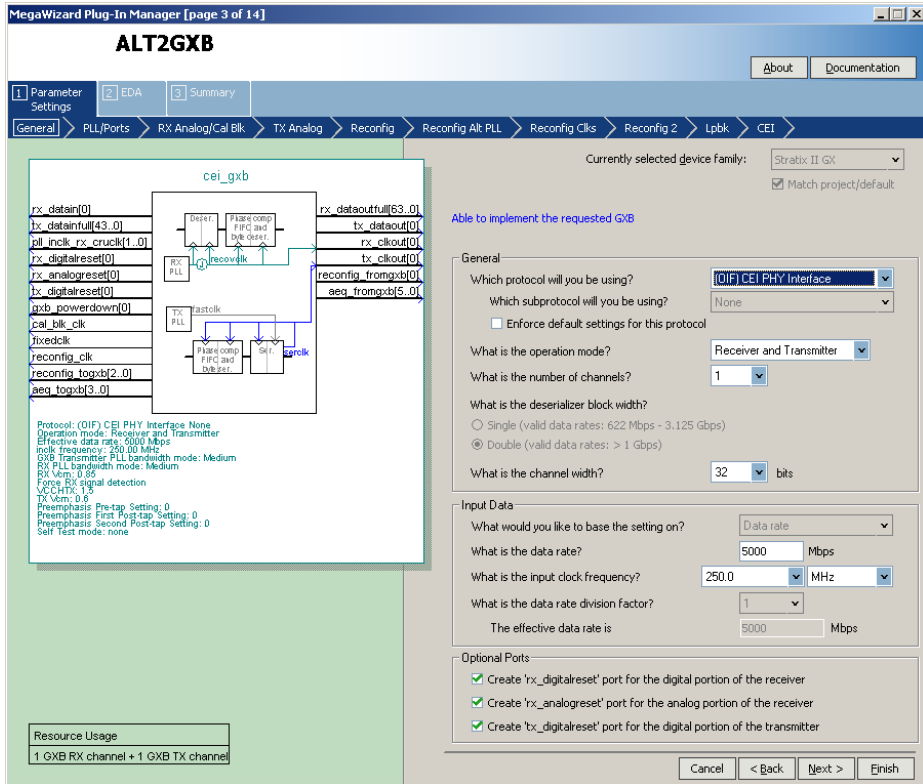 MegaWizard Plug-In Manager [page 3 of 14]
ALT2GXB
About
Documentation
1 Parameter Settings
2 EDA
3 Summary
General
PLL/Ports
RX Analog/Cal Blk
TX Analog
Reconfig
Reconfig Alt PLL
Reconfig Clks
Reconfig 2
Lpbk
CEI
cei_gxb
rx_datain[0]
tx_datainfull[43..0]
pll_inclk_rx_cruclk[1..0]
rx_digitalreset[0]
rx_analogreset[0]
tx_digitalreset[0]
gxb_powerdown[0]
cal_blk_clk
fixedclk
reconfig_clk
reconfig_togxb[2..0]
aeq_togxb[3..0]
Deser.
Phase comp
FIFO and
byte deser.
RX
PLL
recovclk
TX
PLL
fastclk
Phase comp
FIFO and
byte ser.
Ser.
serclk
rx_dataoutfull[63..0]
tx_dataout[0]
rx_clkout[0]
tx_clkout[0]
reconfig_fromgxb[0]
aeq_fromgxb[5..0]
Protocol: (OIF) CEI PHY Interface None
Operation mode: Receiver and Transmitter
Effective data rate: 5000 Mbps
inclk frequency: 250.00 MHz
GXB Transmitter PLL bandwidth mode: Medium
RX PLL bandwidth mode: Medium
RX Vcm: 0.85
Force RX signal detection
VCCHTX: 1.5
TX Vcm: 0.6
Preemphasis Pre-tap Setting: 0
Preemphasis First Post-tap Setting: 0
Preemphasis Second Post-tap Setting: 0
Self Test mode: none
Resource Usage
1 GXB RX channel + 1 GXB TX channel
Currently selected device family:
Stratix II GX
Match project/default
Able to implement the requested GXB
General
Which protocol will you be using?
(OIF) CEI PHY Interface
Which subprotocol will you be using?
None
Enforce default settings for this protocol
What is the operation mode?
Receiver and Transmitter
What is the number of channels?
1
What is the deserializer block width?
Single (valid data rates: 622 Mbps - 3.125 Gbps)
Double (valid data rates: > 1 Gbps)
What is the channel width?
32
bits
Input Data
What would you like to base the setting on?
Data rate
What is the data rate?
5000
Mbps
What is the input clock frequency?
250.0
MHz
What is the data rate division factor?
1
The effective data rate is
5000
Mbps
Optional Ports
Create 'rx_digitalreset' port for the digital portion of the receiver
Create 'rx_analogreset' port for the analog portion of the receiver
Create 'tx_digitalreset' port for the digital portion of the transmitter
Cancel
< Back
Next >
Finish